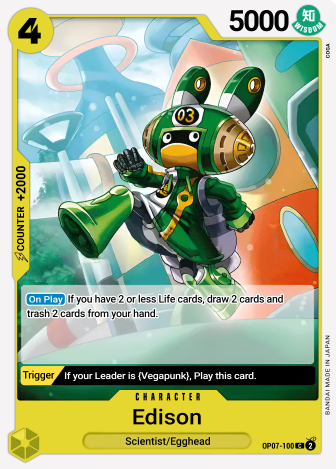 4
5000
知
WISDOM
CODA
COUNTER +2000
03
On Play If you have 2 or less Life cards, draw 2 cards and
trash 2 cards from your hand.
Trigger If your Leader is {Vegapunk}, Play this card.
BANDAI MADE IN JAPAN
CHARACTER
Edison
Scientist/Egghead
OP07-100 C 2